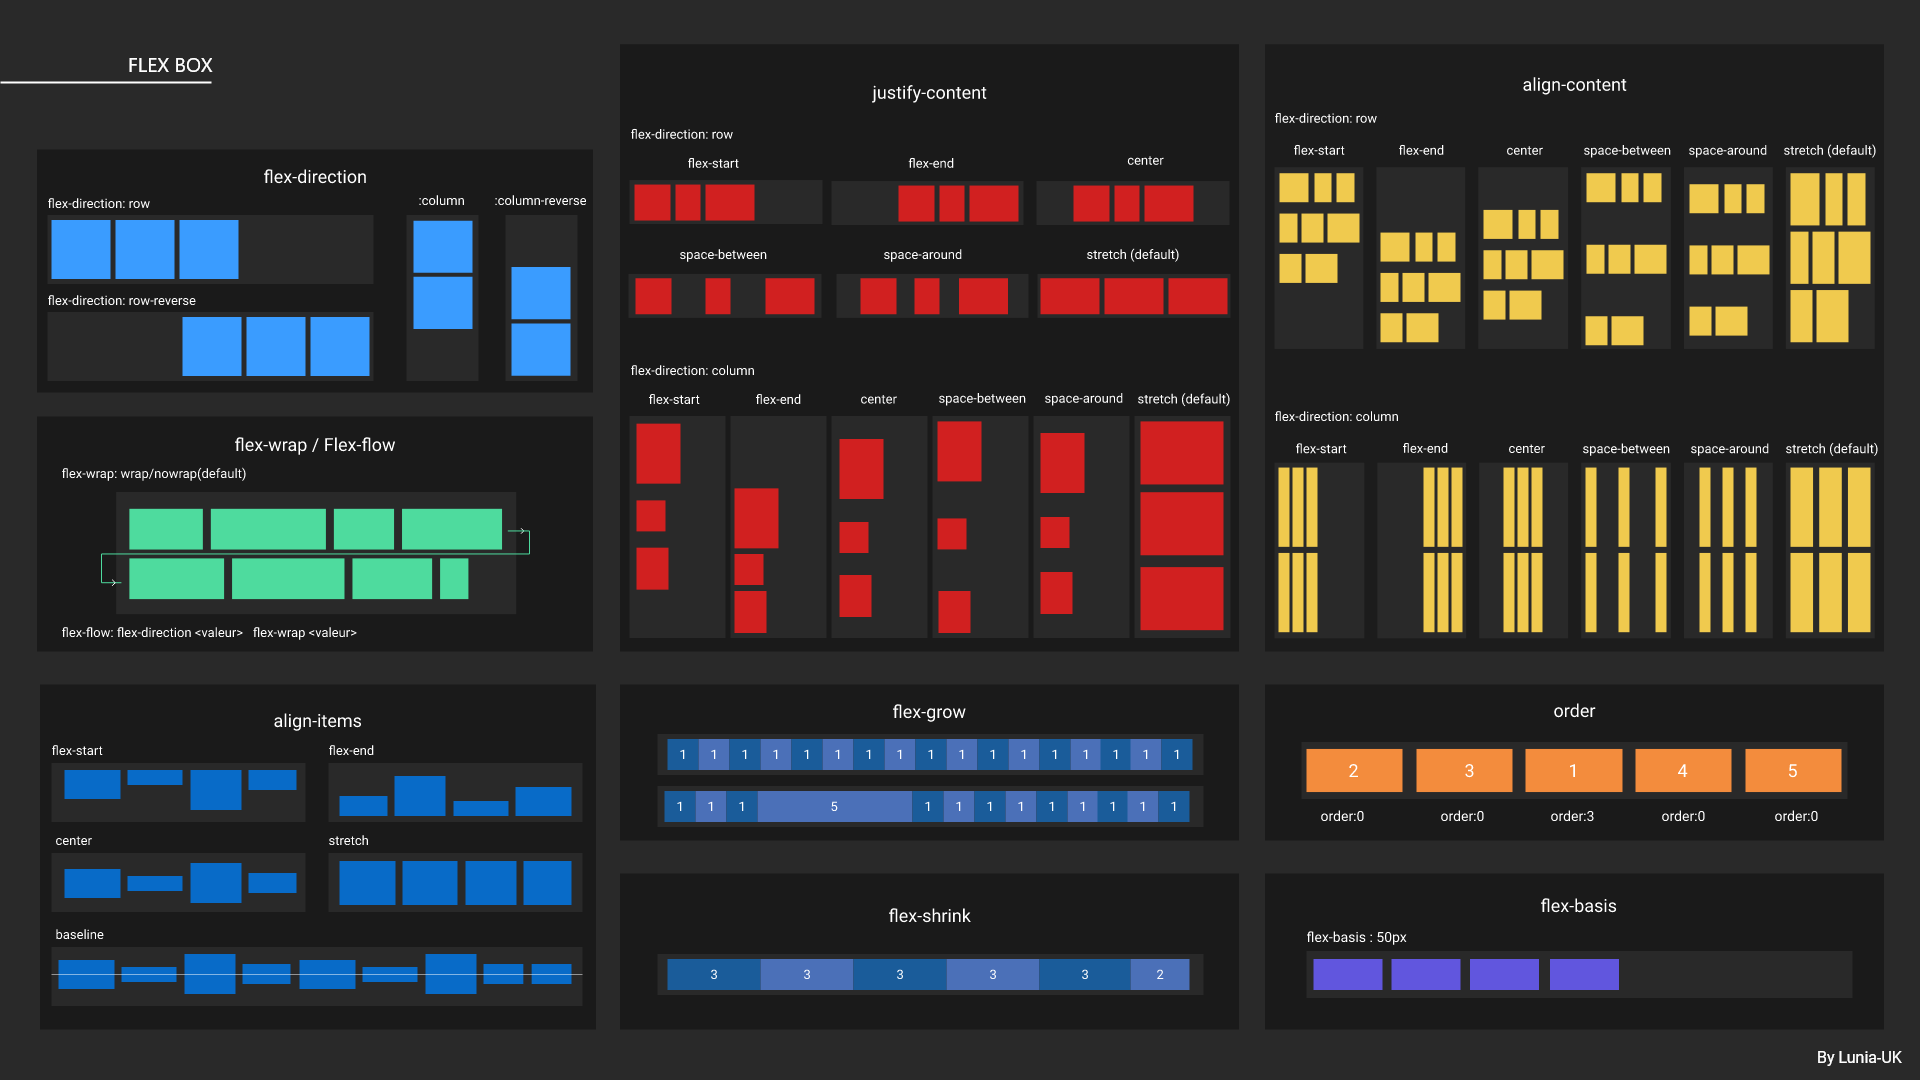 FLEX BOX
flex-direction
flex-direction: row
:column
:column-reverse
flex-direction: row-reverse
flex-wrap / Flex-flow
flex-wrap: wrap/nowrap(default)
flex-flow: flex-direction <valeur> flex-wrap <valeur>
align-items
flex-start
flex-end
center
stretch
baseline
justify-content
flex-direction: row
flex-start
flex-end
center
space-between
space-around
stretch (default)
flex-direction: column
flex-start
flex-end
center
space-between
space-around
stretch (default)
flex-grow
1 1 1 1 1 1 1 1 1 1 1 1 1 1 1 1 1
1 1 1 5 1 1 1 1 1 1 1 1 1
flex-shrink
3 3 3 3 3 2
align-content
flex-direction: row
flex-start
flex-end
center
space-between
space-around
stretch (default)
flex-direction: column
flex-start
flex-end
center
space-between
space-around
stretch (default)
order
2 3 1 4 5
order:0 order:0 order:3 order:0 order:0
flex-basis
flex-basis : 50px
By Lunia-UK